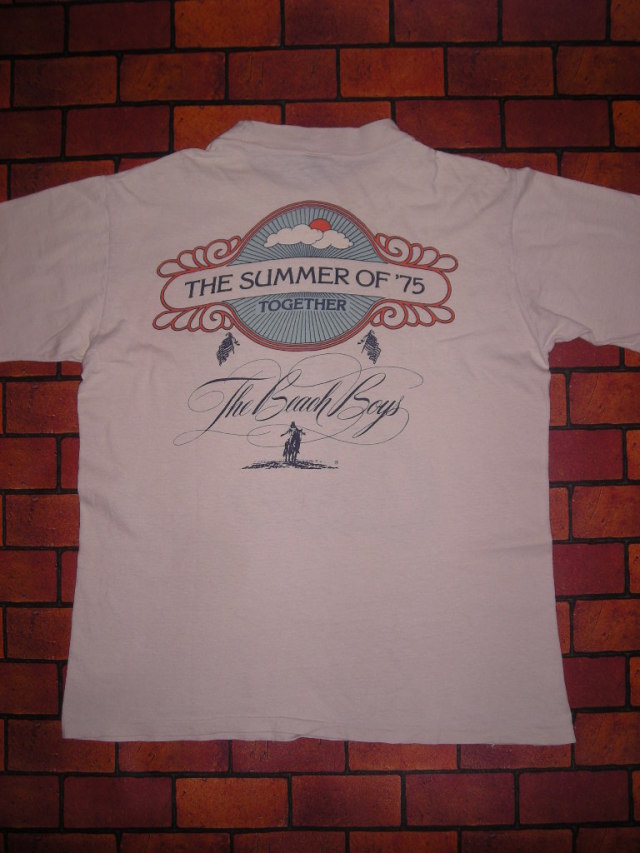 THE SUMMER OF '75
TOGETHER
The Beach Boys